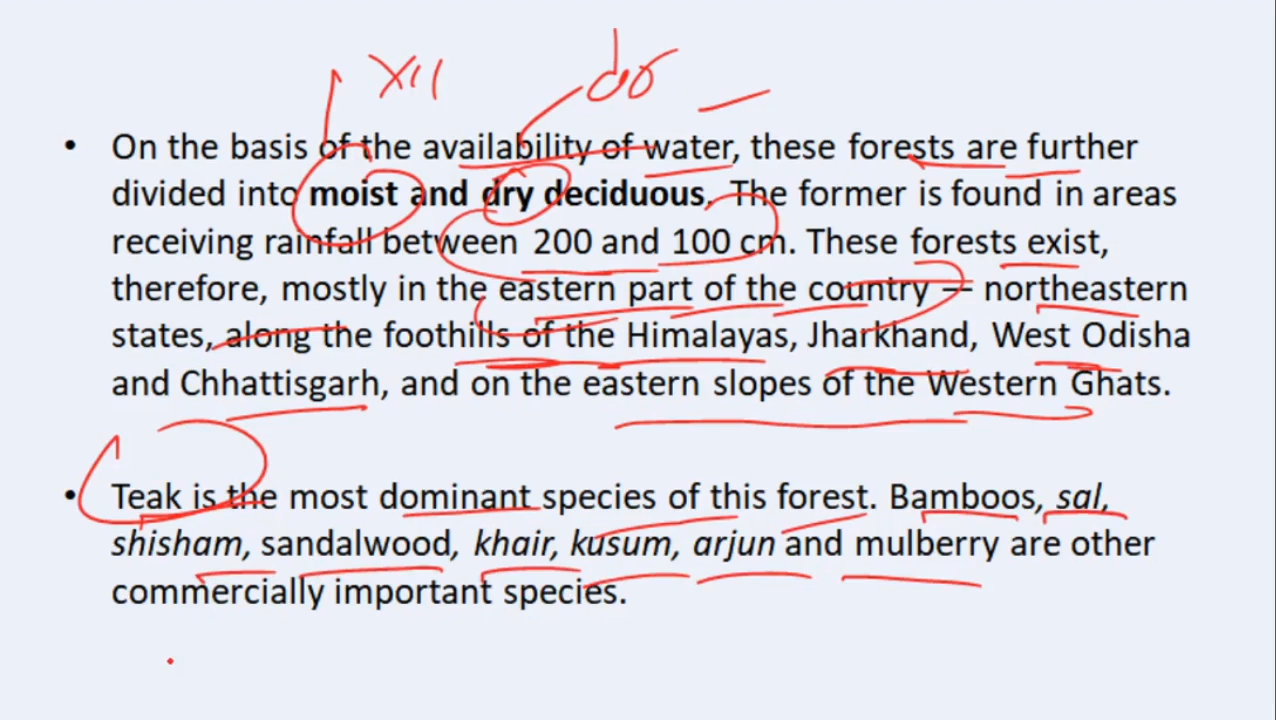 • On the basis of the availability of water, these forests are further
divided into moist and dry deciduous. The former is found in areas
receiving rainfall between 200 and 100 cm. These forests exist,
therefore, mostly in the eastern part of the country — northeastern
states, along the foothills of the Himalayas, Jharkhand, West Odisha
and Chhattisgarh, and on the eastern slopes of the Western Ghats.
• Teak is the most dominant species of this forest. Bamboos, sal,
shisham, sandalwood, khair, kusum, arjun and mulberry are other
commercially important species.